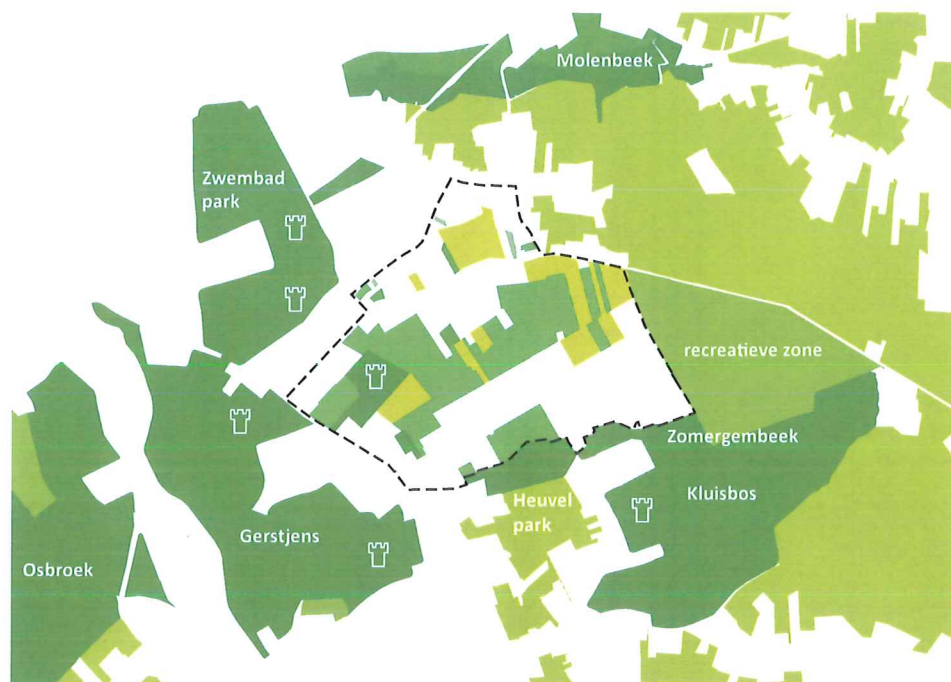 Molenbeek
Zwembad
park
recreatieve zone
Zomergembeek
Kluisbos
Heuvel
park
Gerstjens
Osbroek